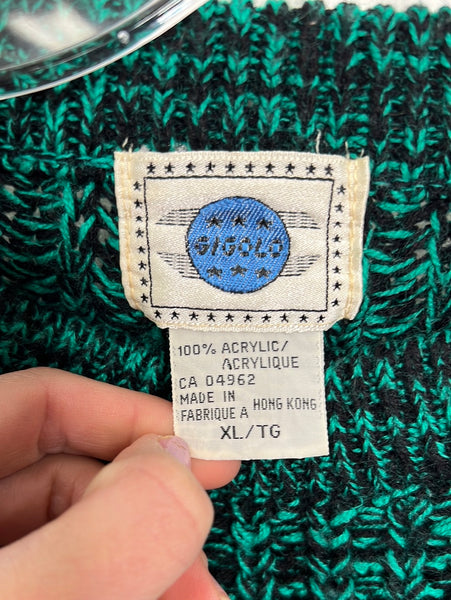 GIGOLO
100% ACRYLIC/
ACRYLIQUE
CA 04962
MADE IN
FABRIQUE A HONG KONG
XL/TG